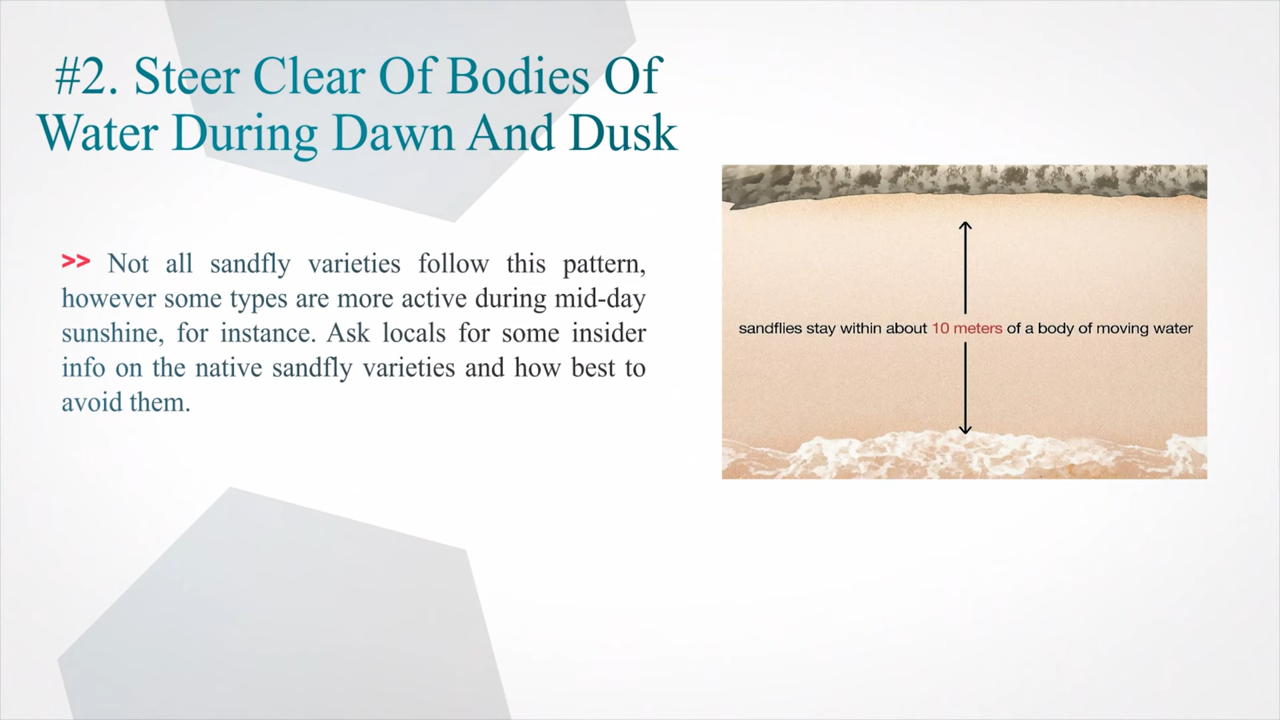 #2. Steer Clear Of Bodies Of
Water During Dawn And Dusk
>> Not all sandfly varieties follow this pattern,
however some types are more active during mid-day
sunshine, for instance. Ask locals for some insider
info on the native sandfly varieties and how best to
avoid them.
sandflies stay within about 10 meters of a body of moving water